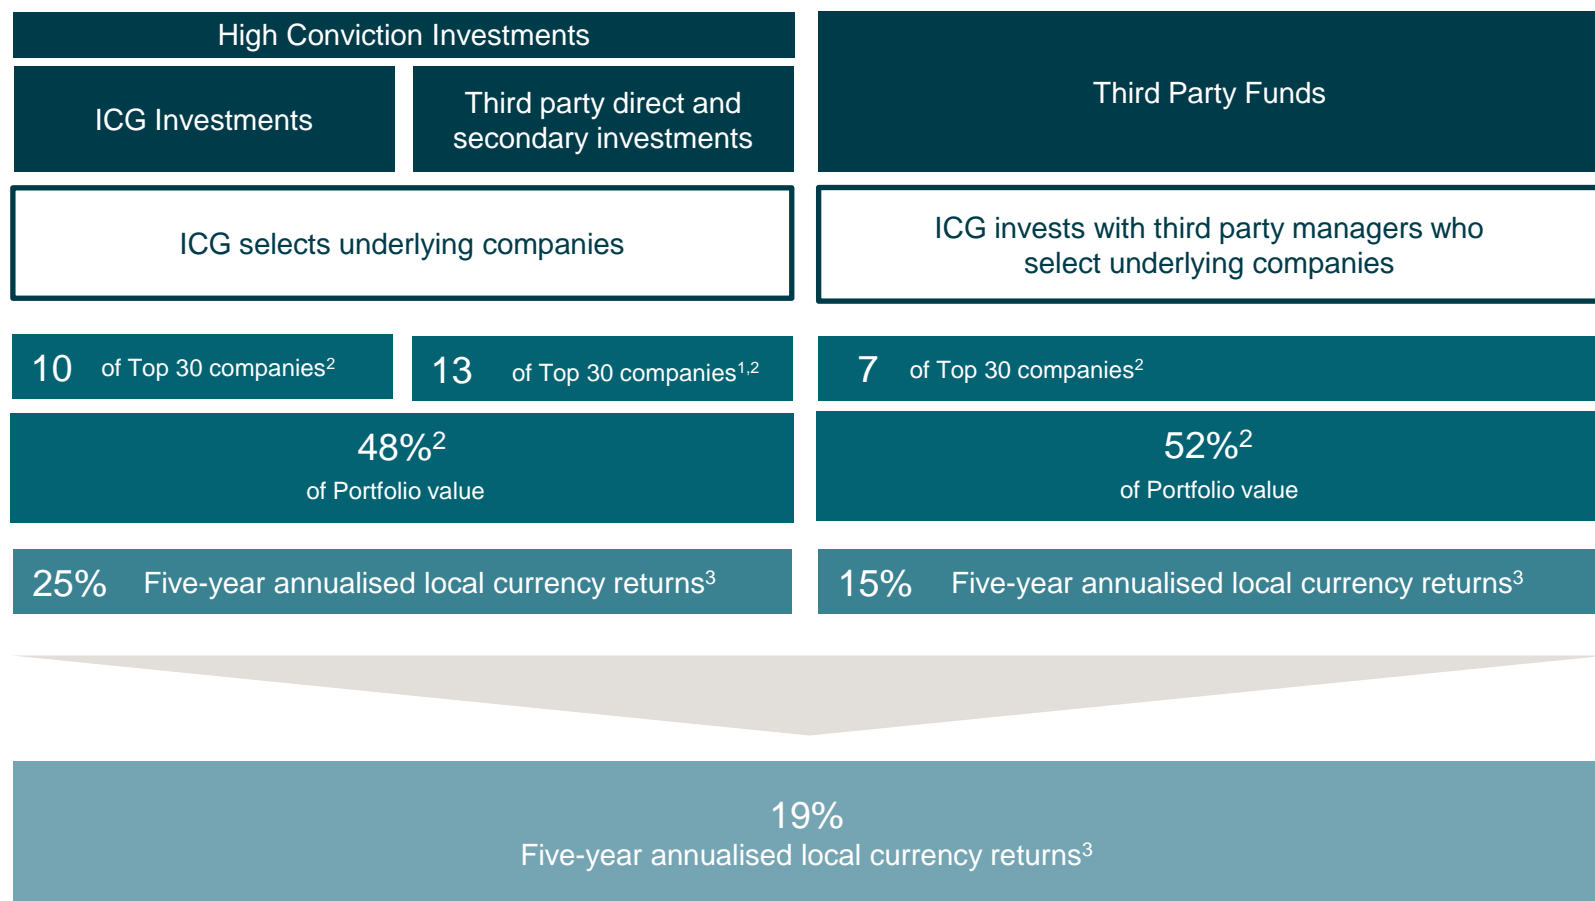 High Conviction Investments
ICG Investments
Third party direct and
secondary investments
Third Party Funds
ICG selects underlying companies
ICG invests with third party managers who
select underlying companies
10 of Top 30 companies²
13 of Top 30 companies¹,²
7 of Top 30 companies²
48%²
of Portfolio value
52%²
of Portfolio value
25% Five-year annualised local currency returns³
15% Five-year annualised local currency returns³
19%
Five-year annualised local currency returns³